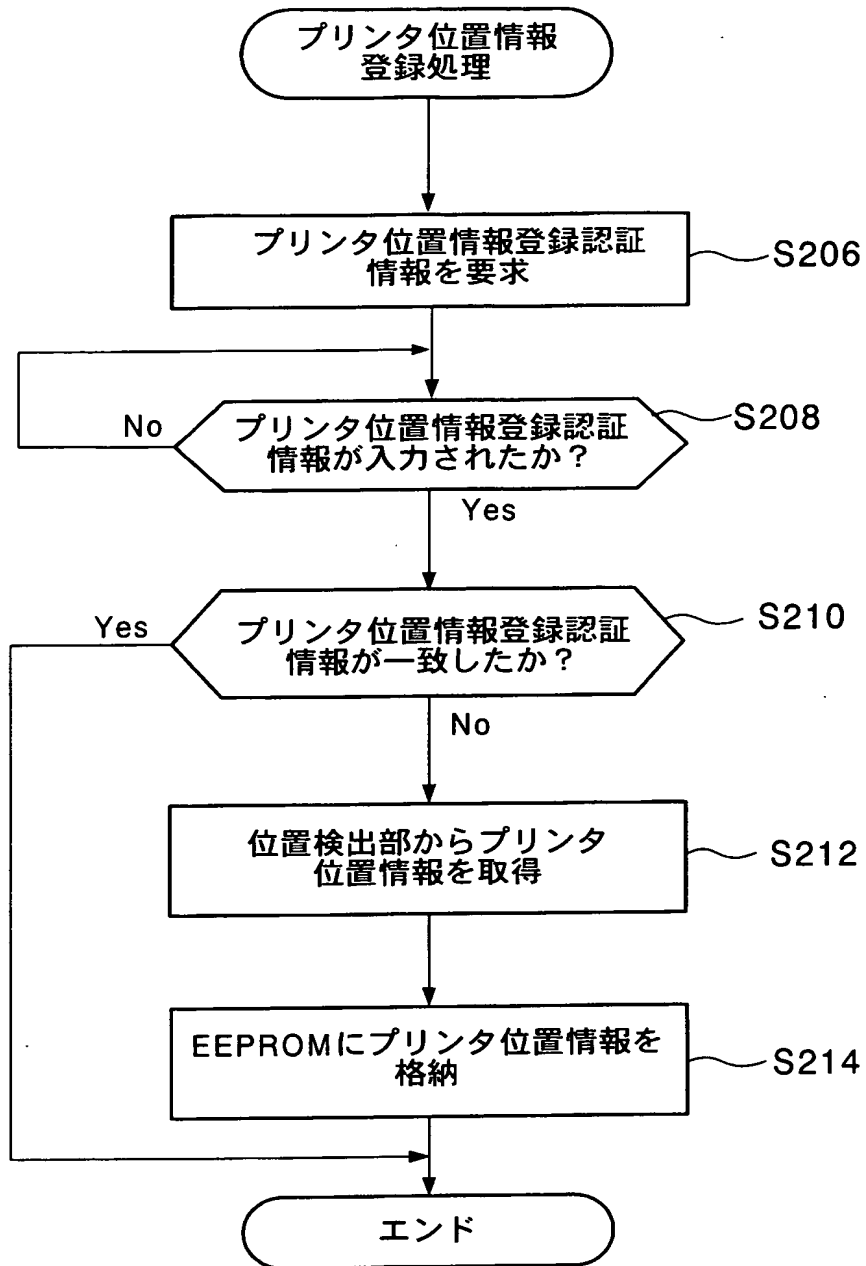 プリンタ位置情報
登録処理
プリンタ位置情報登録認証
情報を要求
S206
プリンタ位置情報登録認証
情報が入力されたか？
S208
No
Yes
プリンタ位置情報登録認証
情報が一致したか？
S210
Yes
No
位置検出部からプリンタ
位置情報を取得
S212
EEPROMにプリンタ位置情報を
格納
S214
エンド